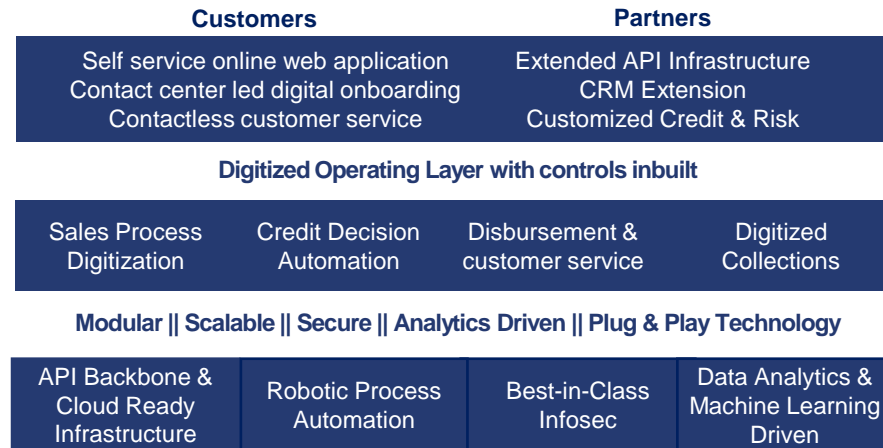 Customers
Partners
Self service online web application
Contact center led digital onboarding
Contactless customer service
Extended API Infrastructure
CRM Extension
Customized Credit & Risk
Digitized Operating Layer with controls inbuilt
Sales Process
Digitization
Credit Decision
Automation
Disbursement &
customer service
Digitized
Collections
Modular || Scalable || Secure || Analytics Driven || Plug & Play Technology
API Backbone &
Cloud Ready
Infrastructure
Robotic Process
Automation
Best-in-Class
Infosec
Data Analytics &
Machine Learning
Driven